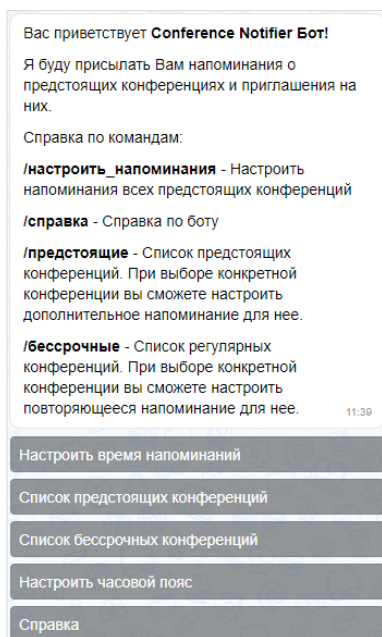 Вас приветствует Conference Notifier Бот!
Я буду присылать Вам напоминания о
предстоящих конференциях и приглашения на
них.
Справка по командам:
/настроить_напоминания - Настроить
напоминания всех предстоящих конференций
/справка - Справка по боту
/предстоящие - Список предстоящих
конференций. При выборе конкретной
конференции вы сможете настроить
дополнительное напоминание для нее.
/бессрочные - Список регулярных
конференций. При выборе конкретной
конференции вы сможете настроить
повторяющееся напоминание для нее.
11:39
Настроить время напоминаний
Список предстоящих конференций
Список бессрочных конференций
Настроить часовой пояс
Справка